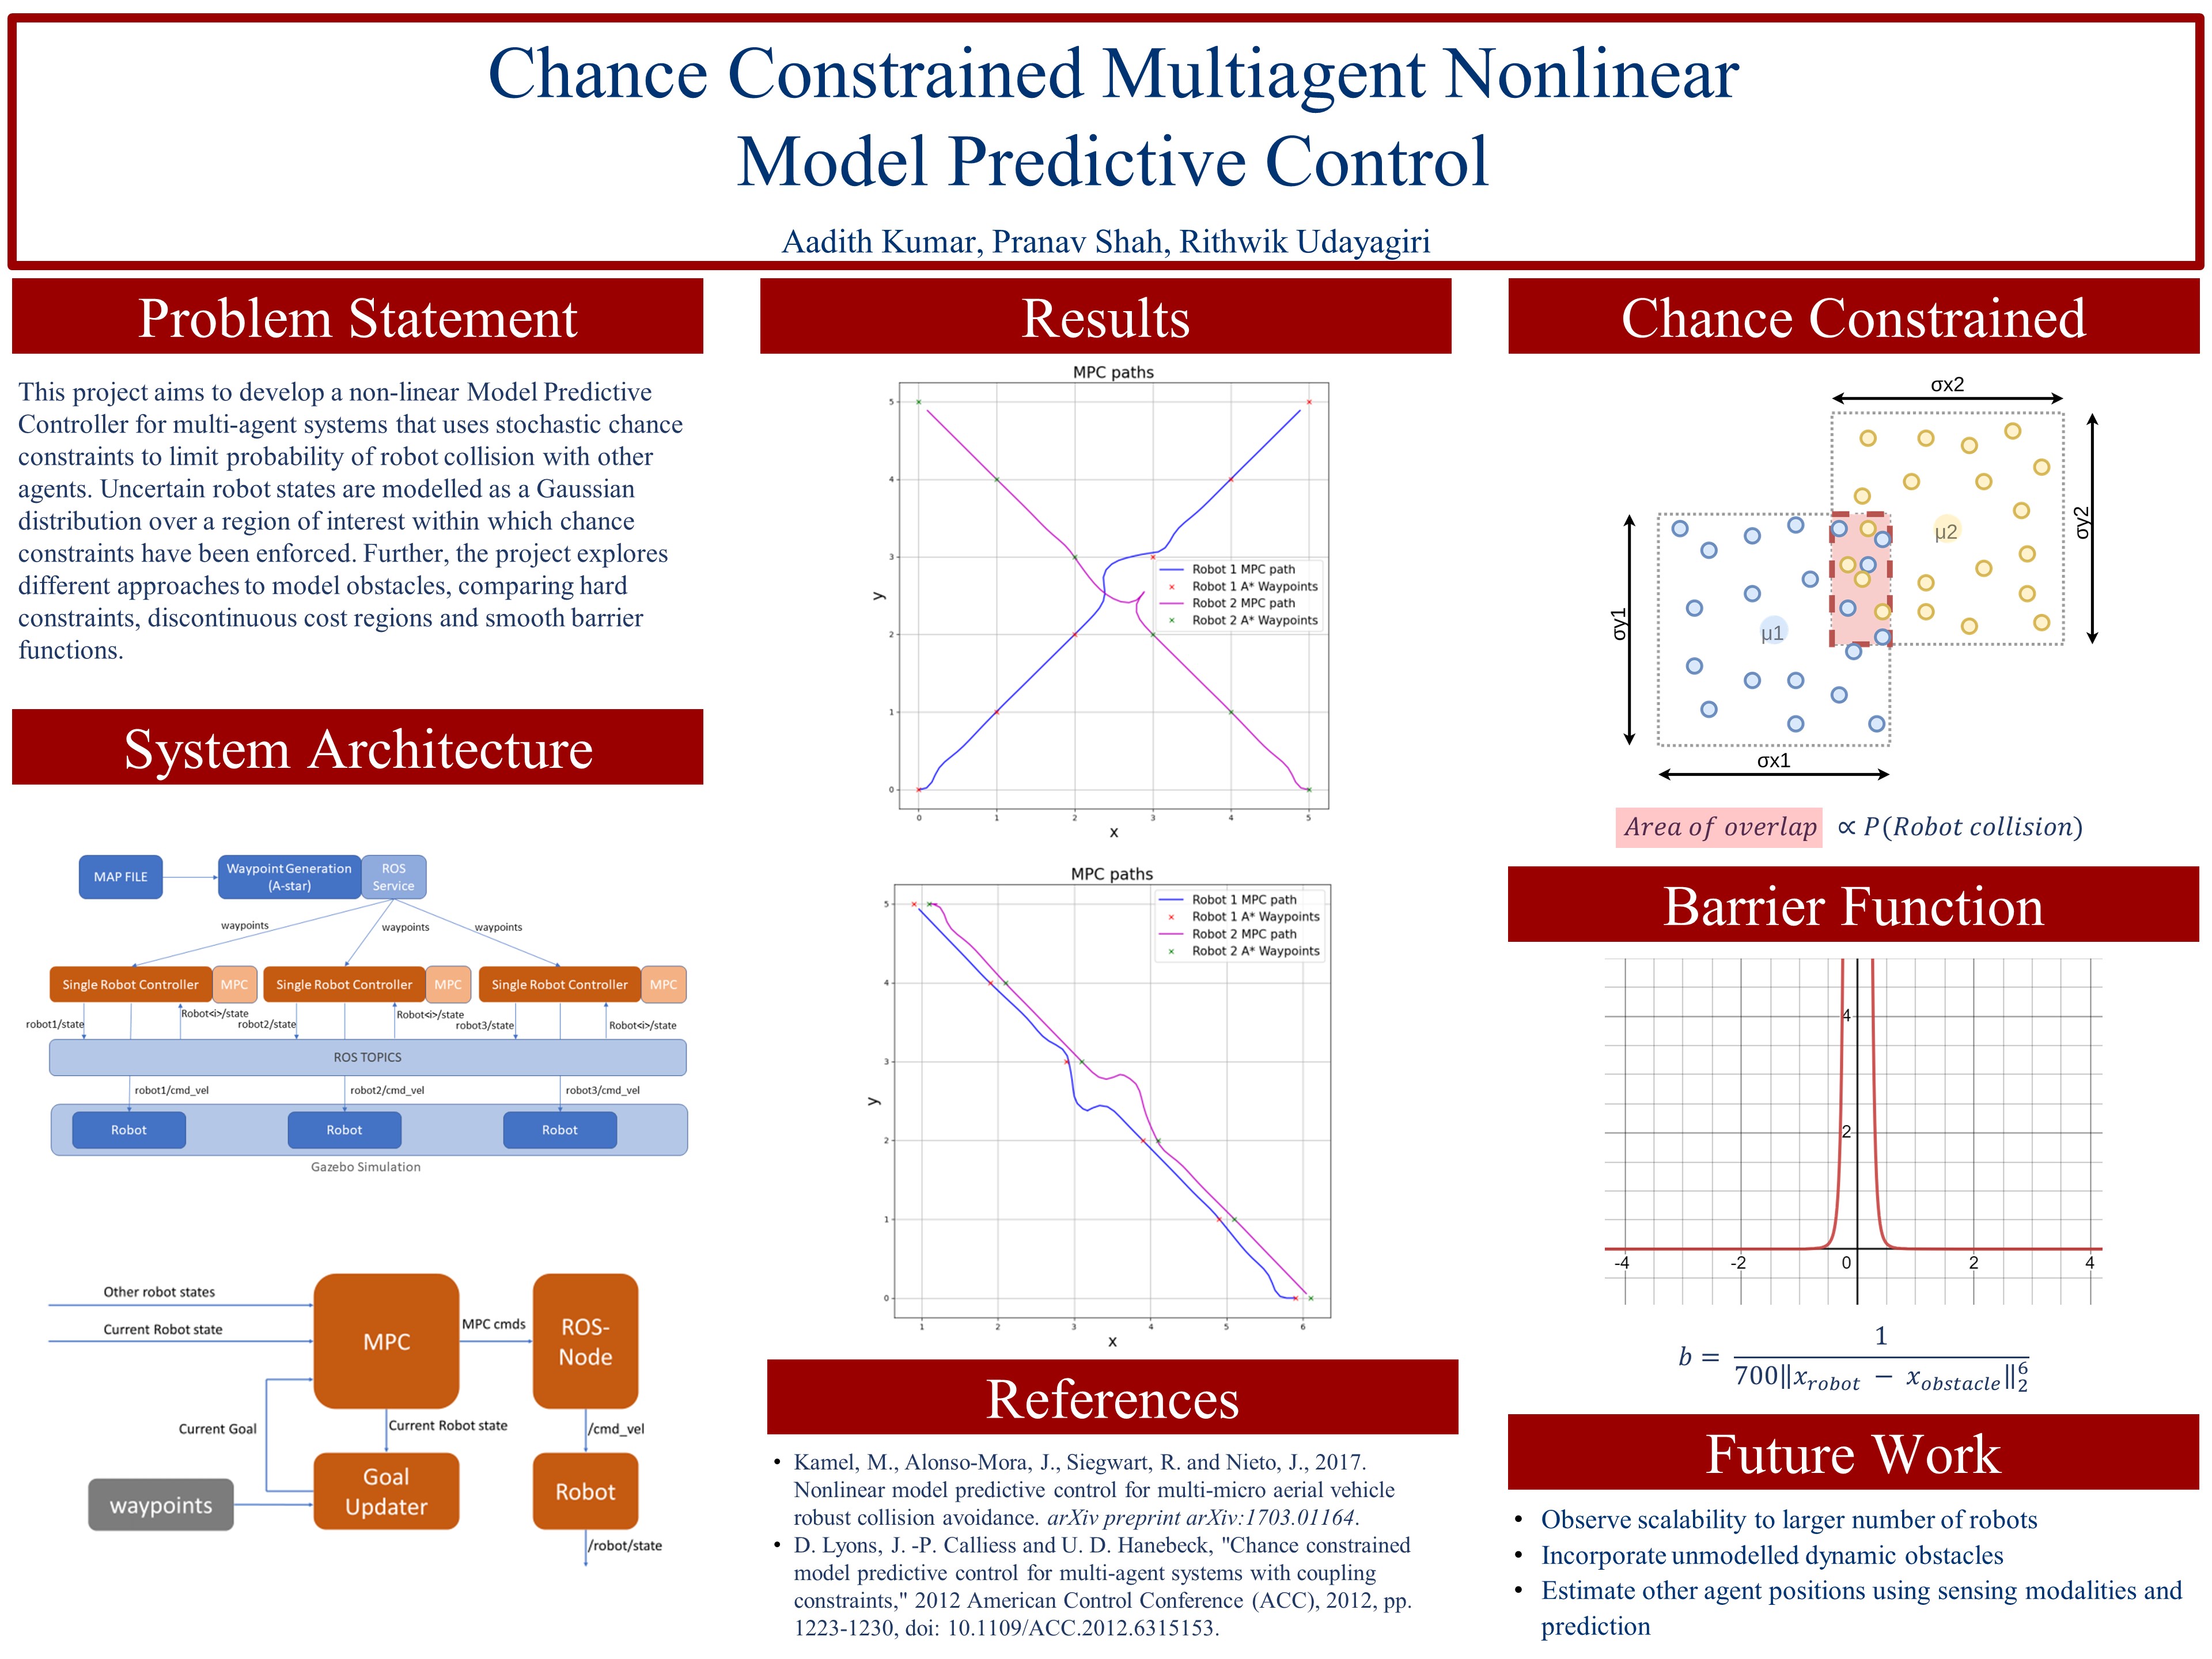 Chance Constrained Multiagent Nonlinear
Model Predictive Control
Aadith Kumar, Pranav Shah, Rithwik Udayagiri
Problem Statement
This project aims to develop a non-linear Model Predictive
Controller for multi-agent systems that uses stochastic chance
constraints to limit probability of robot collision with other
agents. Uncertain robot states are modelled as a Gaussian
distribution over a region of interest within which chance
constraints have been enforced. Further, the project explores
different approaches to model obstacles, comparing hard
constraints, discontinuous cost regions and smooth barrier
functions.
System Architecture
MAP FILE
Waypoint Generation
(A-star)
ROS
Service
waypoints
waypoints
waypoints
Single Robot Controller
MPC
Single Robot Controller
MPC
Single Robot Controller
MPC
robot1/state
Robot<i>/state
robot2/state
Robot<i>/state
robot3/state
Robot<i>/state
ROS TOPICS
robot1/cmd_vel
robot2/cmd_vel
robot3/cmd_vel
Robot
Robot
Robot
Gazebo Simulation
Other robot states
Current Robot state
MPC
MPC cmds
ROS-
Node
Current Goal
Current Robot state
/cmd_vel
waypoints
Goal
Updater
Robot
/robot/state
Results
MPC paths
5
4
3
2
1
0
y
Robot 1 MPC path
Robot 1 A* Waypoints
Robot 2 MPC path
Robot 2 A* Waypoints
0 1 2 3 4 5
x
MPC paths
Robot 1 MPC path
Robot 1 A* Waypoints
Robot 2 MPC path
Robot 2 A* Waypoints
5
4
3
2
1
0
y
1 2 3 4 5 6
x
References
• Kamel, M., Alonso-Mora, J., Siegwart, R. and Nieto, J., 2017.
Nonlinear model predictive control for multi-micro aerial vehicle
robust collision avoidance. arXiv preprint arXiv:1703.01164.
• D. Lyons, J. -P. Calliess and U. D. Hanebeck, "Chance constrained
model predictive control for multi-agent systems with coupling
constraints," 2012 American Control Conference (ACC), 2012, pp.
1223-1230, doi: 10.1109/ACC.2012.6315153.
Chance Constrained
σx2
σy2
μ2
σy1
μ1
σx1
Area of overlap ∝ P(Robot collision)
Barrier Function
4
2
-4 -2 0 2 4
b = 1 / 700‖x_robot − x_obstacle‖₂⁶
Future Work
• Observe scalability to larger number of robots
• Incorporate unmodelled dynamic obstacles
• Estimate other agent positions using sensing modalities and
prediction